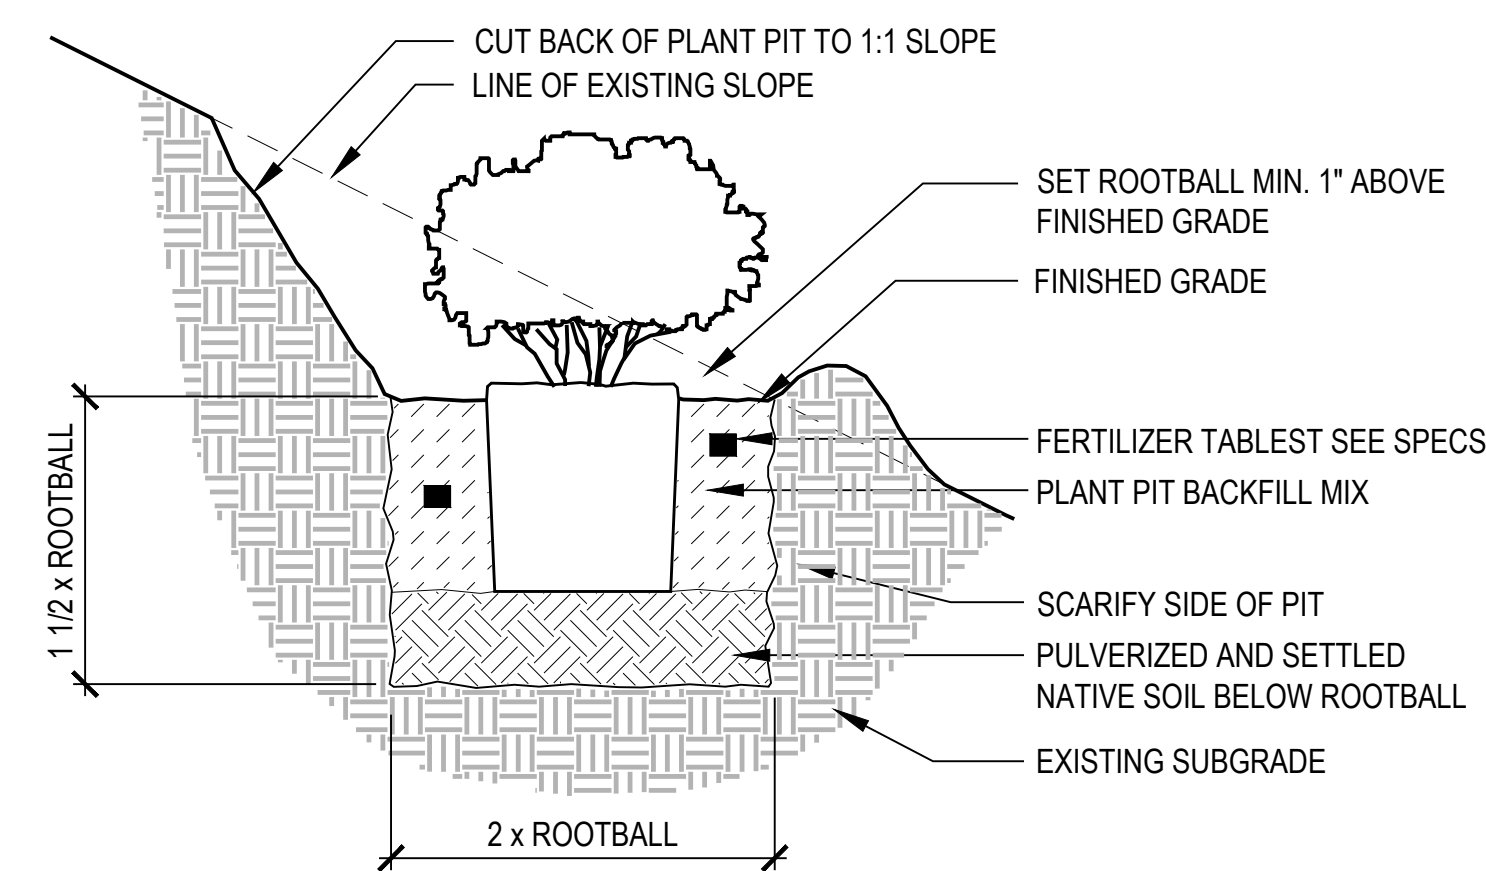 CUT BACK OF PLANT PIT TO 1:1 SLOPE
LINE OF EXISTING SLOPE
SET ROOTBALL MIN. 1" ABOVE
FINISHED GRADE
FINISHED GRADE
FERTILIZER TABLEST SEE SPECS
PLANT PIT BACKFILL MIX
SCARIFY SIDE OF PIT
PULVERIZED AND SETTLED
NATIVE SOIL BELOW ROOTBALL
EXISTING SUBGRADE
1 1/2 x ROOTBALL
2 x ROOTBALL